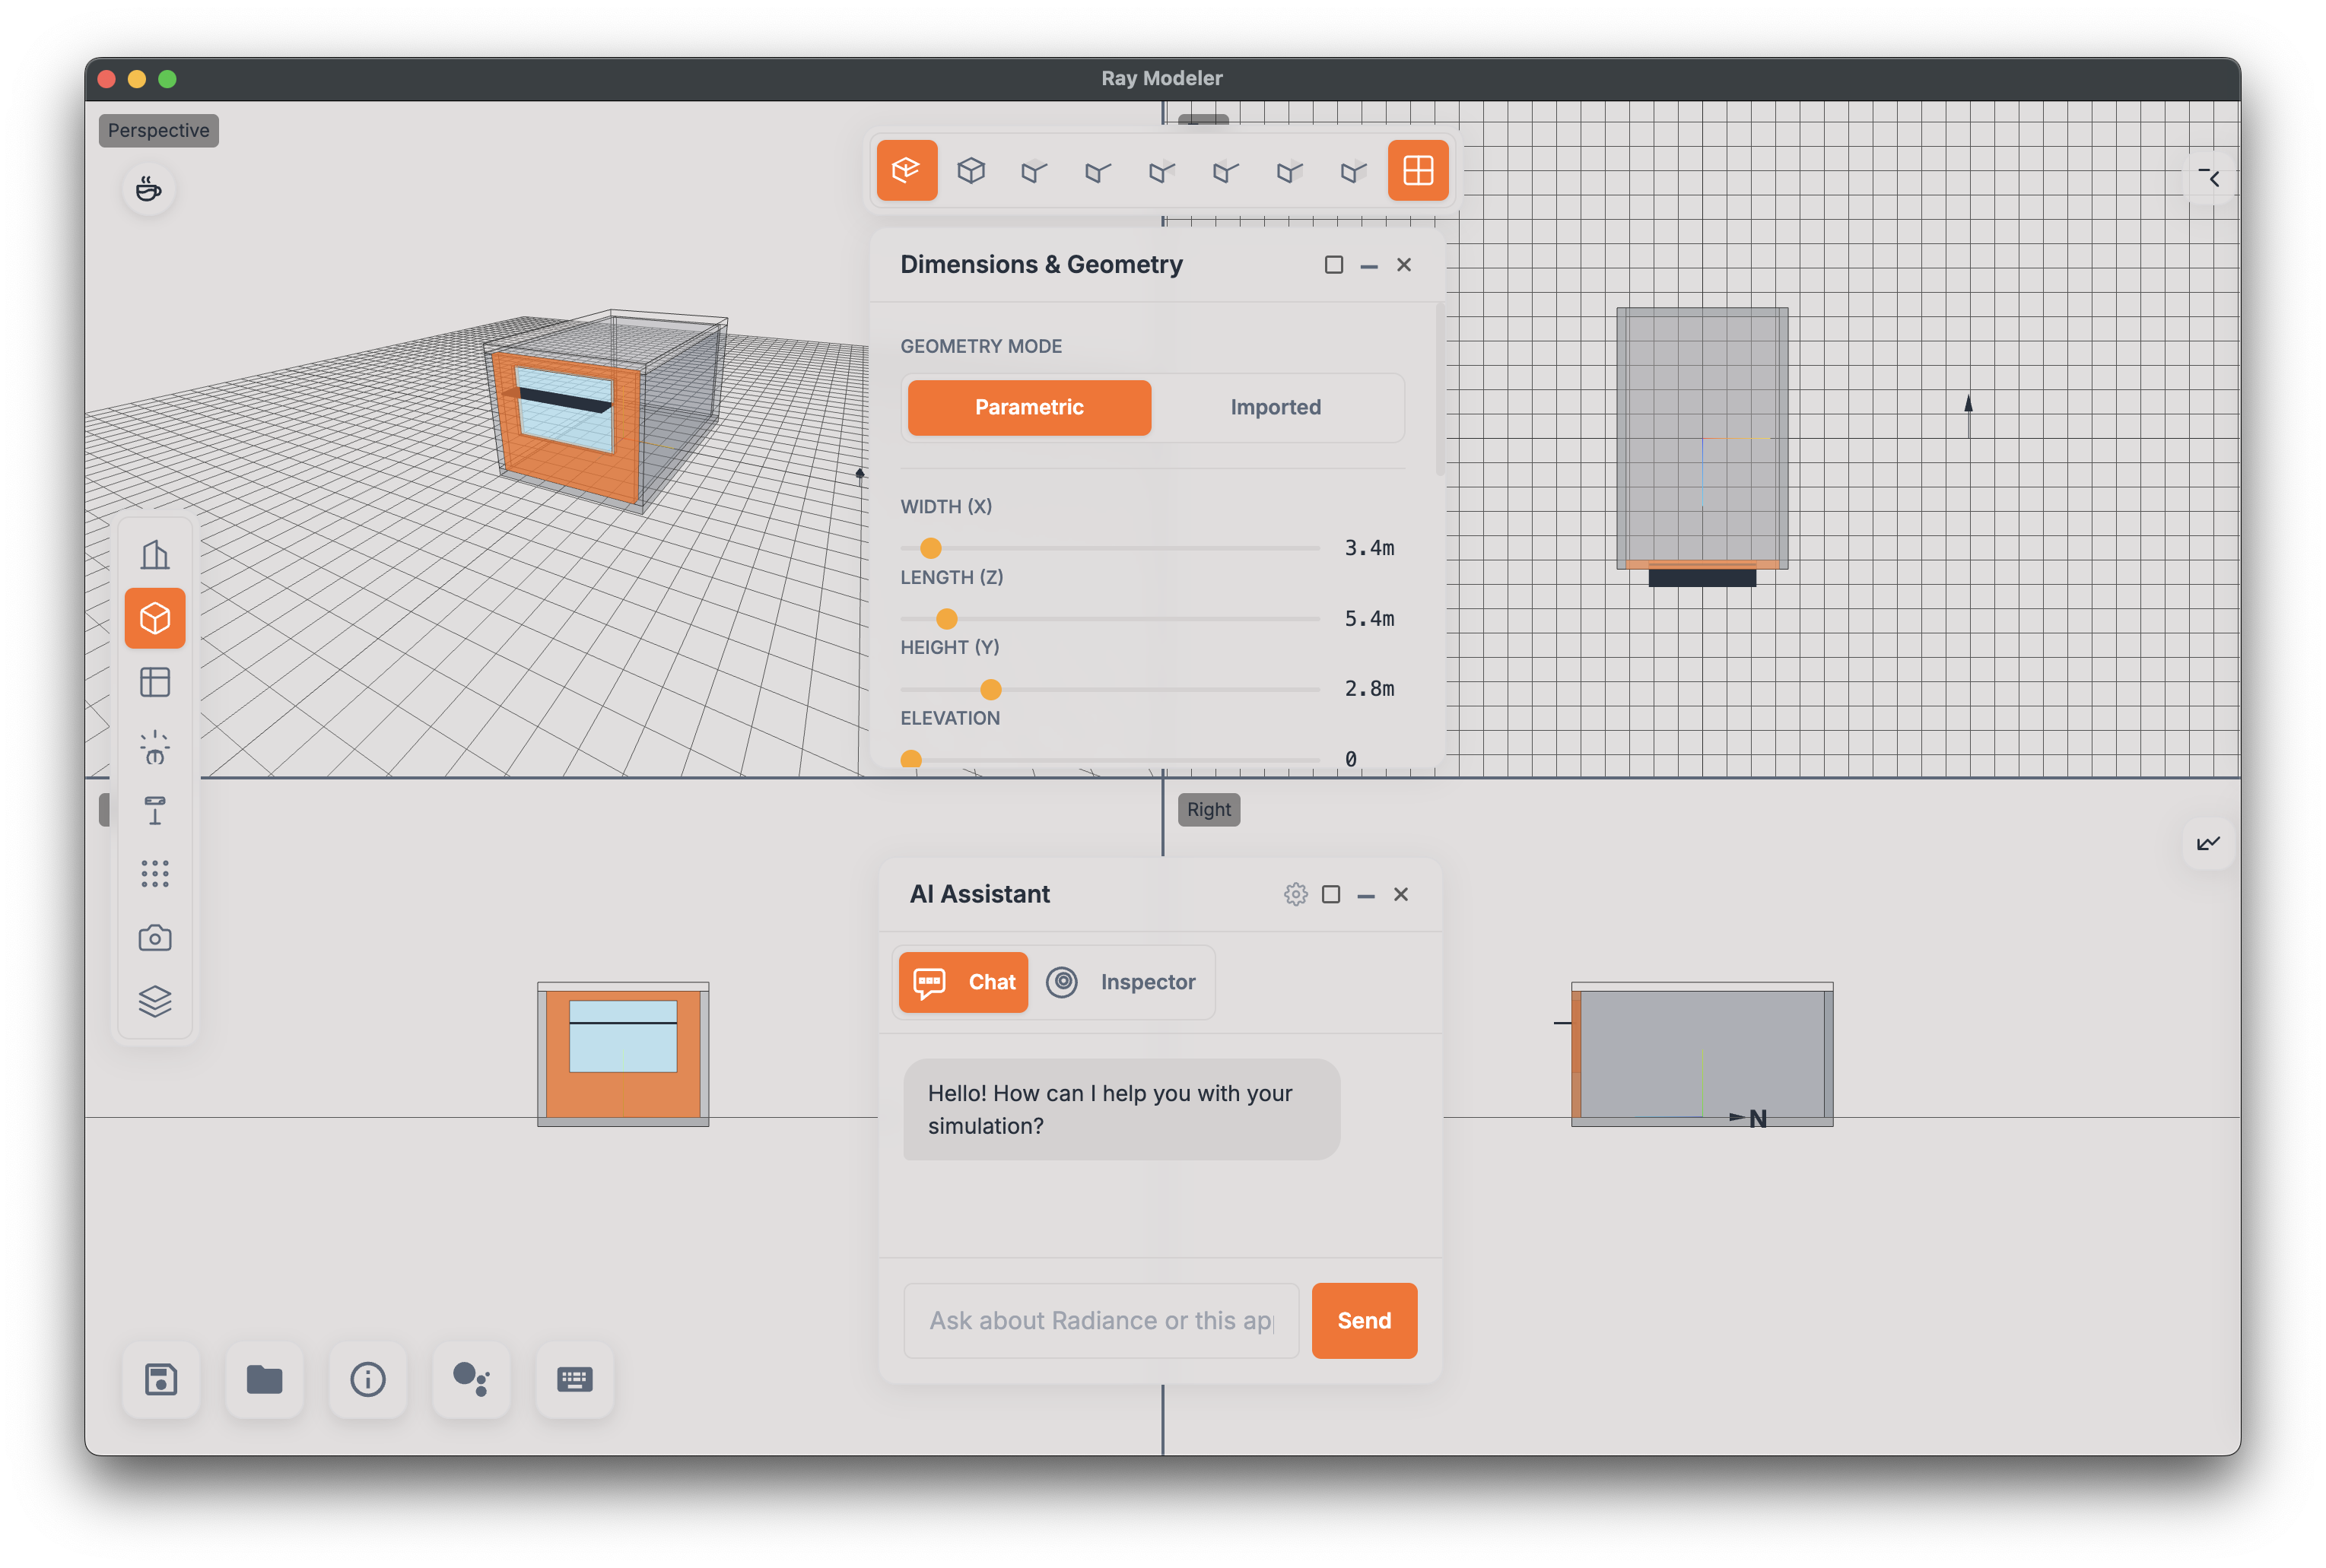 Ray Modeler
Perspective
Dimensions & Geometry
GEOMETRY MODE
Parametric
Imported
WIDTH (X)
3.4m
LENGTH (Z)
5.4m
HEIGHT (Y)
2.8m
ELEVATION
0
Right
AI Assistant
Chat
Inspector
Hello! How can I help you with your
simulation?
N
Ask about Radiance or this ap
Send